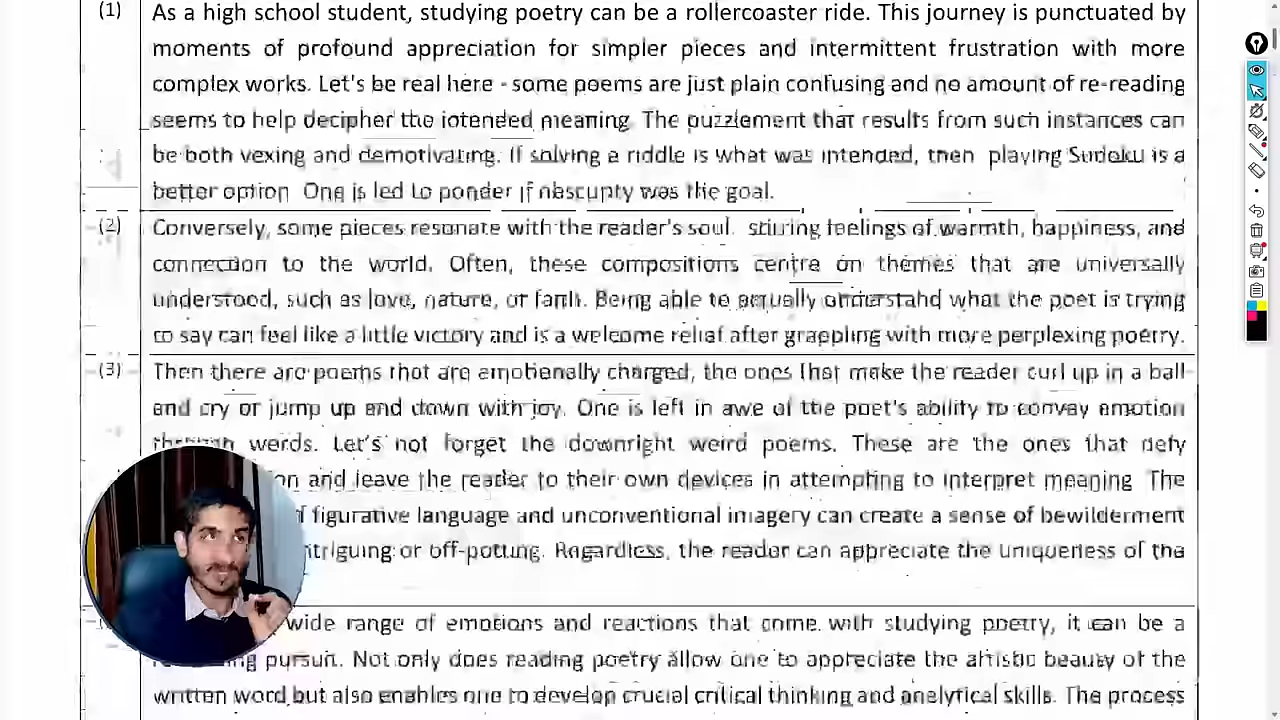 (1) As a high school student, studying poetry can be a rollercoaster ride. This journey is punctuated by
moments of profound appreciation for simpler pieces and intermittent frustration with more
complex works. Let's be real here - some poems are just plain confusing and no amount of re-reading
seems to help decipher the intended meaning. The puzzlement that results from such instances can
be both vexing and demotivating. If solving a riddle is what was intended, then playing Sudoku is a
better option One is led to ponder if obscurity was the goal.
(2) Conversely, some pieces resonate with the reader's soul. stirring feelings of warmth, happiness, and
connection to the world. Often, these compositions centre on themes that are universally
understood, such as love, nature, or faith. Being able to actually understand what the poet is trying
to say can feel like a little victory and is a welcome relief after grappling with more perplexing poetry.
(3) Then there are poems that are emotionally charged, the ones that make the reader curl up in a ball
and cry or jump up and down with joy. One is left in awe of the poet's ability to convey emotion
through words. Let's not forget the downright weird poems. These are the ones that defy
and leave the reader to their own devices in attempting to interpret meaning The
figurative language and unconventional imagery can create a sense of bewilderment
or off-putting. Regardless, the reader can appreciate the uniqueness of the
wide range of emotions and reactions that come with studying poetry, it can be a
pursuit. Not only does reading poetry allow one to appreciate the artistic beauty of the
written word but also enables one to develop crucial critical thinking and analytical skills. The process